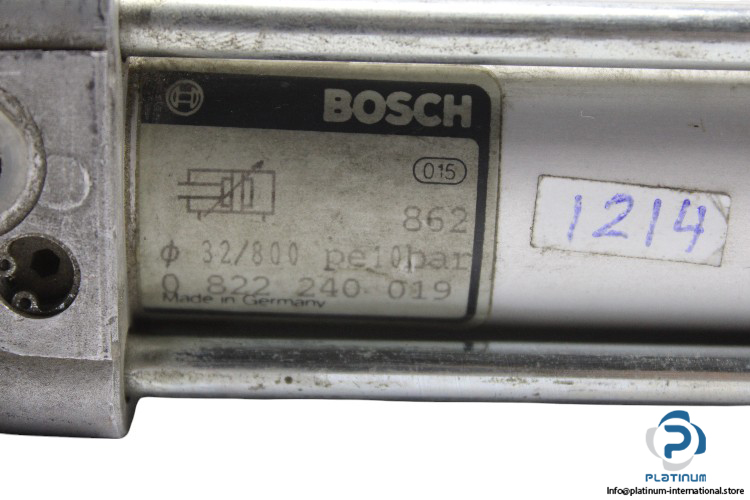 BOSCH
015
862
ϕ 32/800 pe10bar
0 822 240 019
Made in Germany
1214
PLATINUM
Info@platinum-international.store